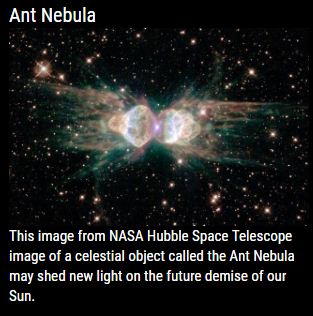 Ant Nebula
This image from NASA Hubble Space Telescope
image of a celestial object called the Ant Nebula
may shed new light on the future demise of our
Sun.